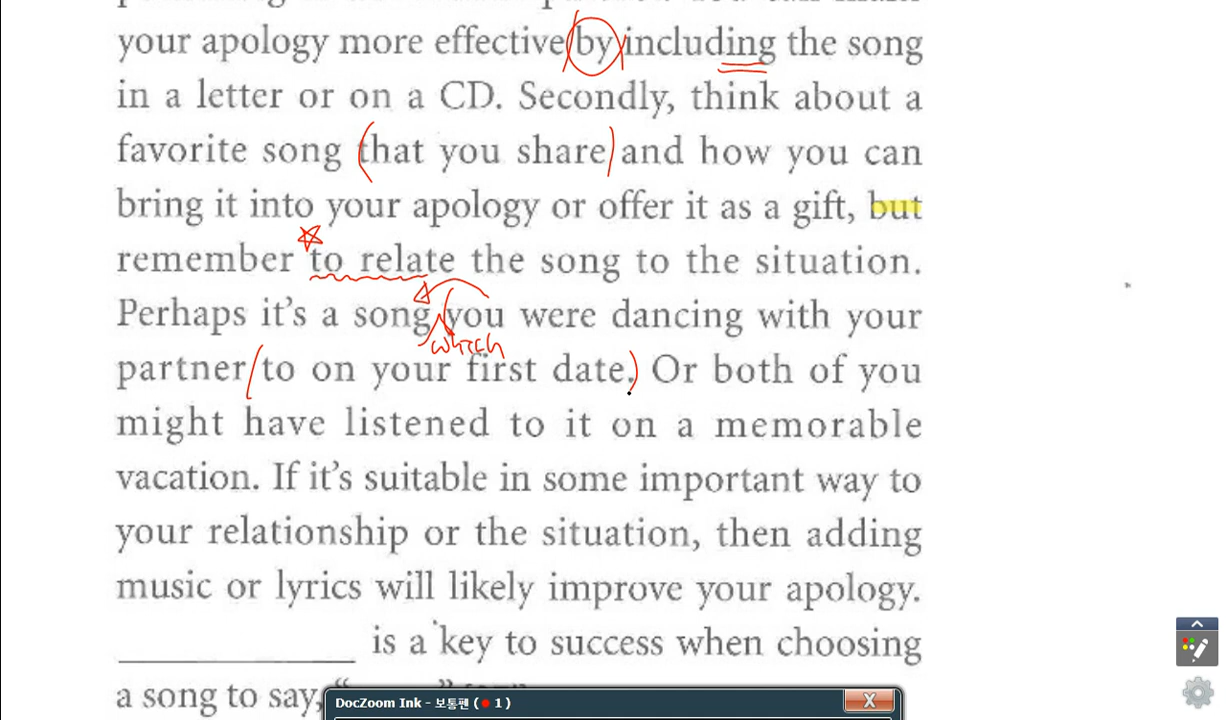 your apology more effective by including the song
in a letter or on a CD. Secondly, think about a
favorite song that you share and how you can
bring it into your apology or offer it as a gift, but
remember to relate the song to the situation.
Perhaps it's a song you were dancing with your
which
partner to on your first date. Or both of you
might have listened to it on a memorable
vacation. If it's suitable in some important way to
your relationship or the situation, then adding
music or lyrics will likely improve your apology.
is a key to success when choosing
a song to say,
DocZoom Ink - 보통펜 ( 1 ) X